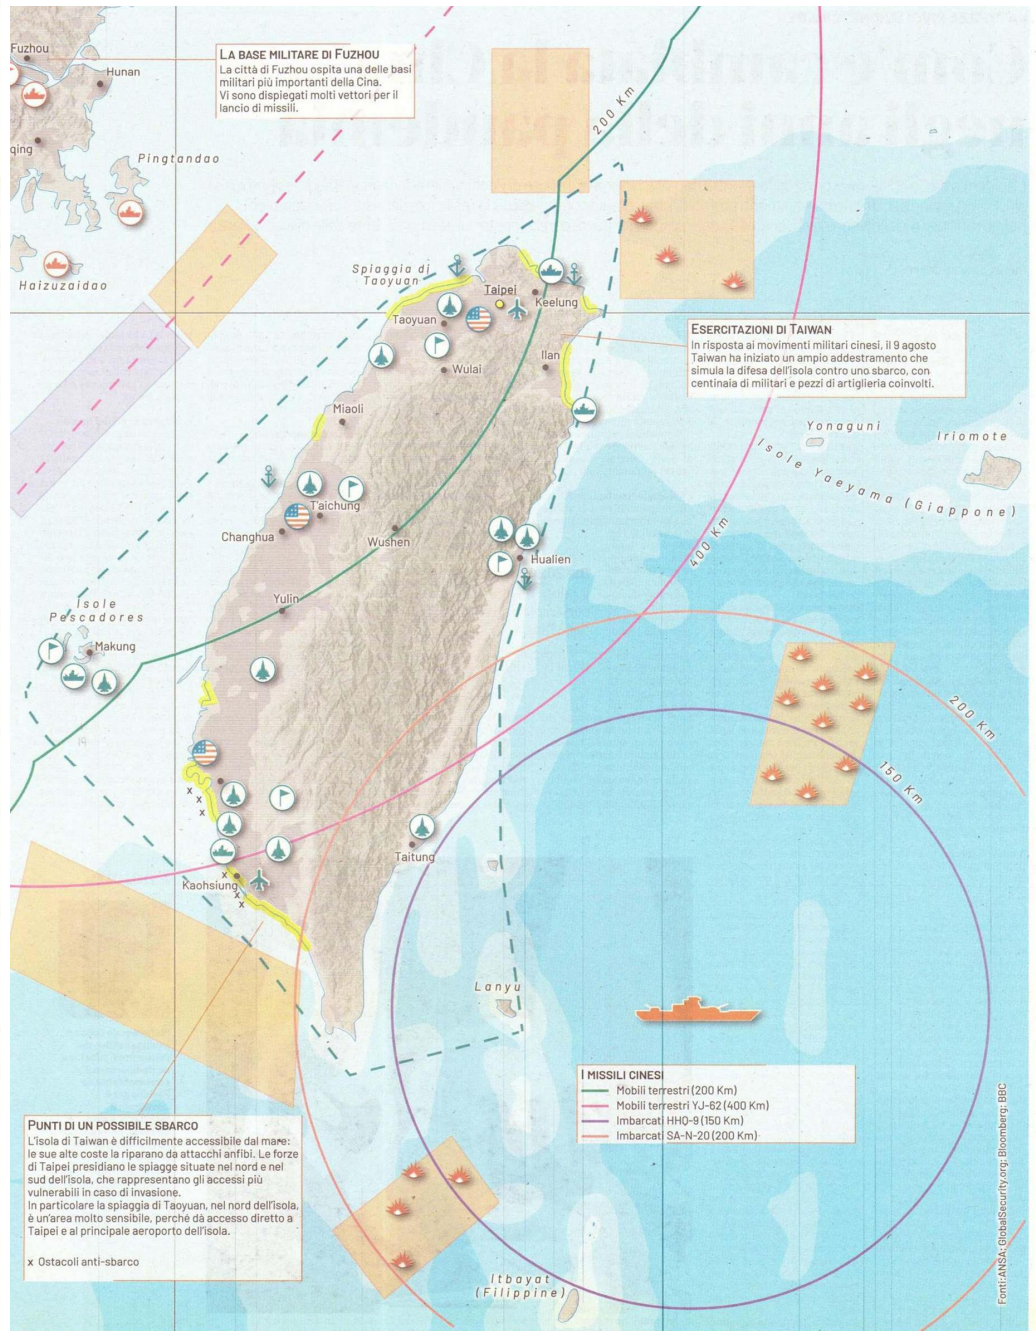 Fuzhou
LA BASE MILITARE DI FUZHOU
La città di Fuzhou ospita una delle basi
militari più importanti della Cina.
Vi sono dispiegati molti vettori per il
lancio di missili.
Hunan
200 Km
qing
Pingtandao
Haizuzaidao
Spiaggia di
Taoyuan
Taipei
Keelung
Taoyuan
ESERCITAZIONI DI TAIWAN
In risposta ai movimenti militari cinesi, il 9 agosto
Taiwan ha iniziato un ampio addestramento che
simula la difesa dell'isola contro uno sbarco, con
centinaia di militari e pezzi di artiglieria coinvolti.
Ilan
Wulai
Miaoli
Yonaguni
Iriomote
Isole Yaeyama (Giappone)
T'aichung
Changhua
Wushen
400 Km
Hualien
Yulin
Isole
Pescadores
Makung
200 Km
150 Km
Taitung
Kaohsiung
x
x
x
x
x
x
Lanyu
I MISSILI CINESI
Mobili terrestri (200 Km)
Mobili terrestri YJ-62 (400 Km)
Imbarcati HHQ-9 (150 Km)
Imbarcati SA-N-20 (200 Km)
PUNTI DI UN POSSIBILE SBARCO
L'isola di Taiwan è difficilmente accessibile dal mare:
le sue alte coste la riparano da attacchi anfibi. Le forze
di Taipei presidiano le spiagge situate nel nord e nel
sud dell'isola, che rappresentano gli accessi più
vulnerabili in caso di invasione.
In particolare la spiaggia di Taoyuan, nel nord dell'isola,
è un'area molto sensibile, perché dà accesso diretto a
Taipei e al principale aeroporto dell'isola.
x Ostacoli anti-sbarco
Itbayat
(Filippine)
Fonti: ANSA; GlobalSecurity.org; Bloomberg; BBC